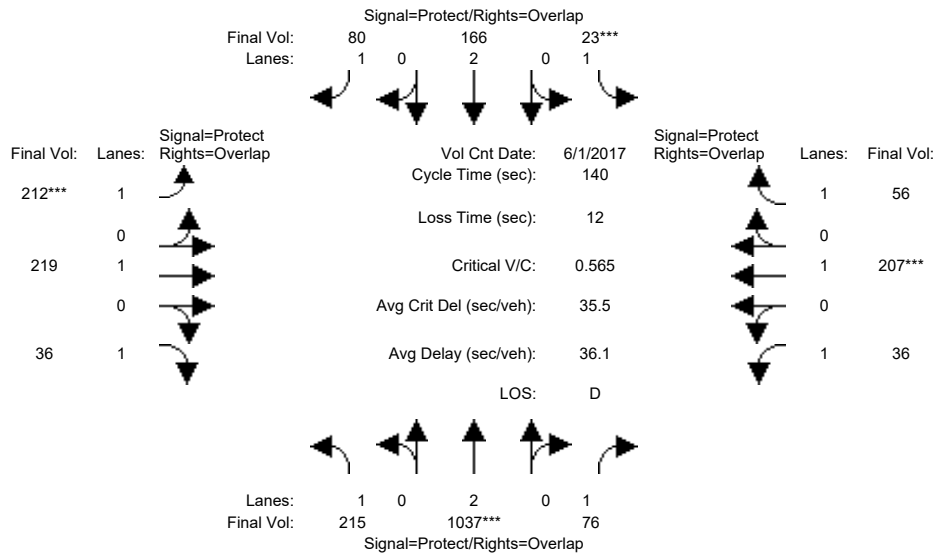 Signal=Protect/Rights=Overlap
Final Vol: 80 166 23***
Lanes: 1 0 2 0 1
Signal=Protect
Final Vol: Lanes: Rights=Overlap
Vol Cnt Date: 6/1/2017
Signal=Protect
Rights=Overlap Lanes: Final Vol:
Cycle Time (sec): 140
212*** 1
1 56
Loss Time (sec): 12
0
0
219 1
Critical V/C: 0.565
1 207***
0
Avg Crit Del (sec/veh): 35.5
0
36 1
Avg Delay (sec/veh): 36.1
1 36
LOS: D
Lanes: 1 0 2 0 1
Final Vol: 215 1037*** 76
Signal=Protect/Rights=Overlap